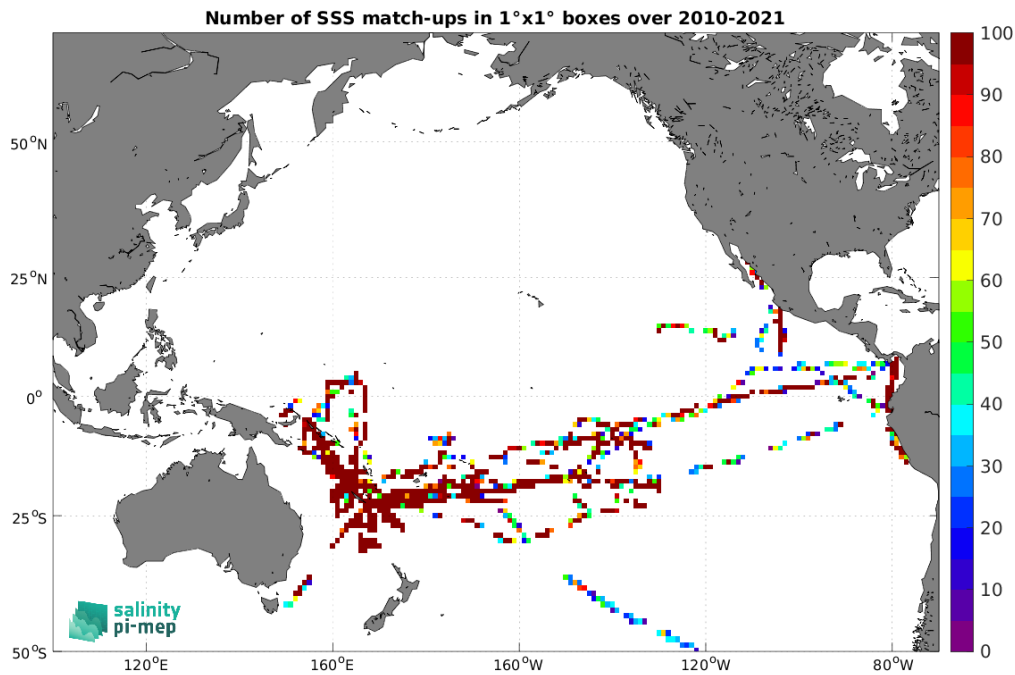 Number of SSS match-ups in 1°x1° boxes over 2010-2021
50°N
25°N
0°
25°S
50°S
120°E
160°E
160°W
120°W
80°W
100
90
80
70
60
50
40
30
20
10
0
salinity
pi-mep